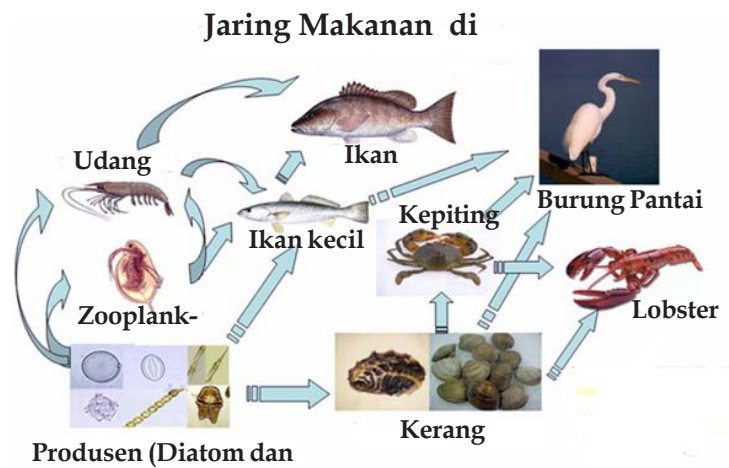 Jaring Makanan di
Udang
Ikan
Burung Pantai
Kepiting
Ikan kecil
Zooplank-
Lobster
Kerang
Produsen (Diatom dan